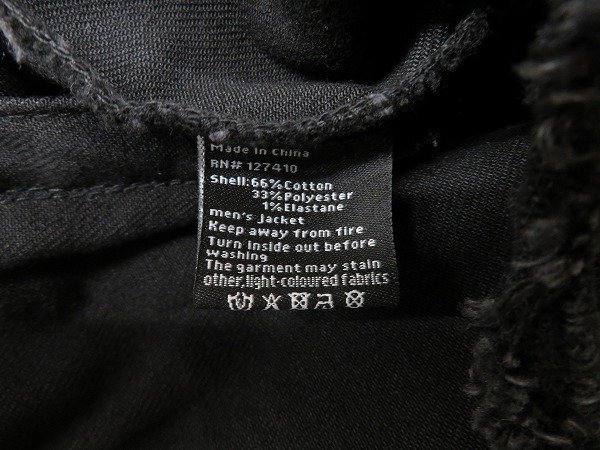 Made in China
RN# 127410
Shell:66%Cotton
33%Polyester
1%Elastane
men's Jacket
Keep away from fire
Turn inside out before
washing
The garment may stain
other,light-coloured fabrics